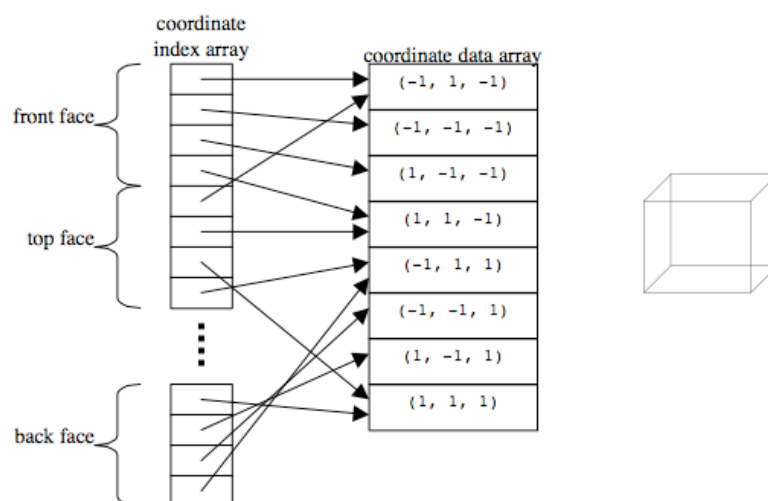 coordinate
index array
coordinate data array
front face
top face
back face
(-1, 1, -1)
(-1, -1, -1)
(1, -1, -1)
(1, 1, -1)
(-1, 1, 1)
(-1, -1, 1)
(1, -1, 1)
(1, 1, 1)